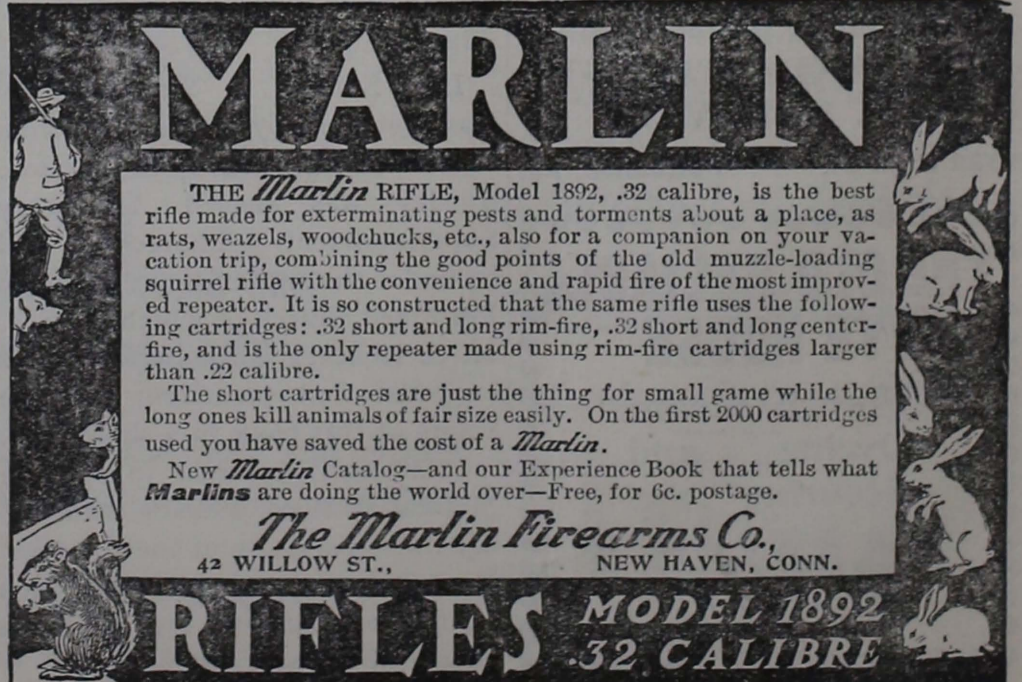 MARLIN
THE Marlin RIFLE, Model 1892, .32 calibre, is the best
rifle made for exterminating pests and torments about a place, as
rats, weazels, woodchucks, etc., also for a companion on your va-
cation trip, combining the good points of the old muzzle-loading
squirrel rifle with the convenience and rapid fire of the most improv-
ed repeater. It is so constructed that the same rifle uses the follow-
ing cartridges: .32 short and long rim-fire, .32 short and long center-
fire, and is the only repeater made using rim-fire cartridges larger
than .22 calibre.
The short cartridges are just the thing for small game while the
long ones kill animals of fair size easily. On the first 2000 cartridges
used you have saved the cost of a Marlin.
New Marlin Catalog—and our Experience Book that tells what
Marlins are doing the world over—Free, for 6c. postage.
The Marlin Firearms Co.,
42 WILLOW ST., NEW HAVEN, CONN.
RIFLES MODEL 1892
.32 CALIBRE